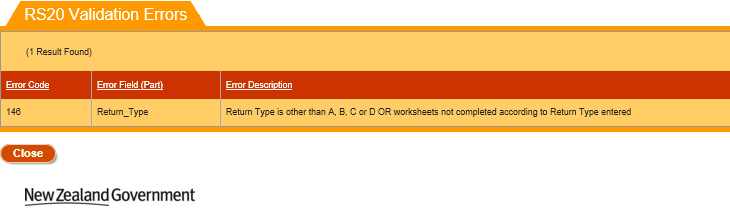 RS20 Validation Errors
(1 Result Found)
Error Code Error Field (Part) Error Description
146 Return_Type Return Type is other than A, B, C or D OR worksheets not completed according to Return Type entered
Close
New Zealand Government